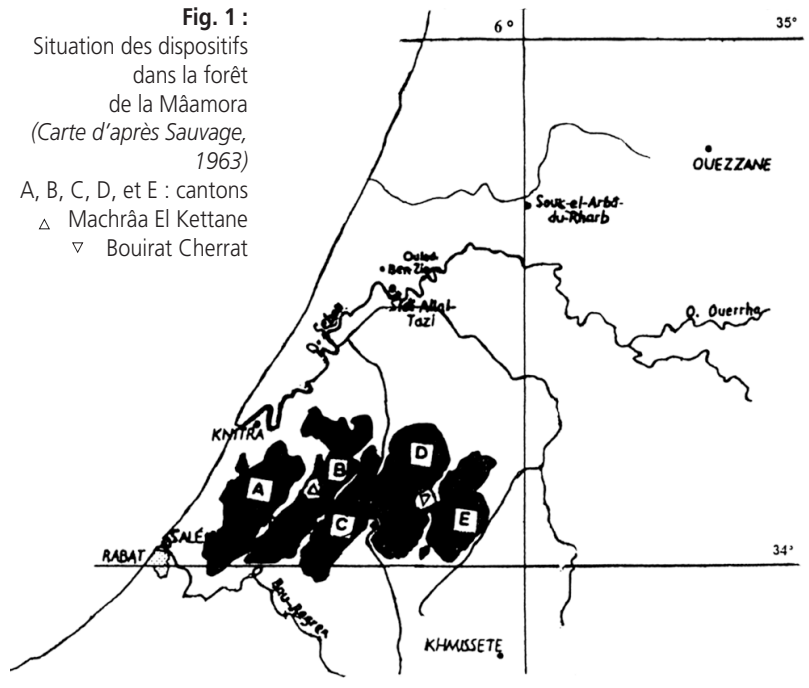 Fig. 1 :
Situation des dispositifs
dans la forêt
de la Mâamora
(Carte d'après Sauvage,
1963)
A, B, C, D, et E : cantons
△ Machrâa El Kettane
▽ Bouirat Cherrat
6°
35°
OUEZZANE
Souk-el-Arba-
du-Rharb
Sidi-Allal-
Tazi
O. Ouerrha
KNITRA
D
B
A
C
E
SALÉ
RABAT
34°
Bou-Regreg
KHMISSETE